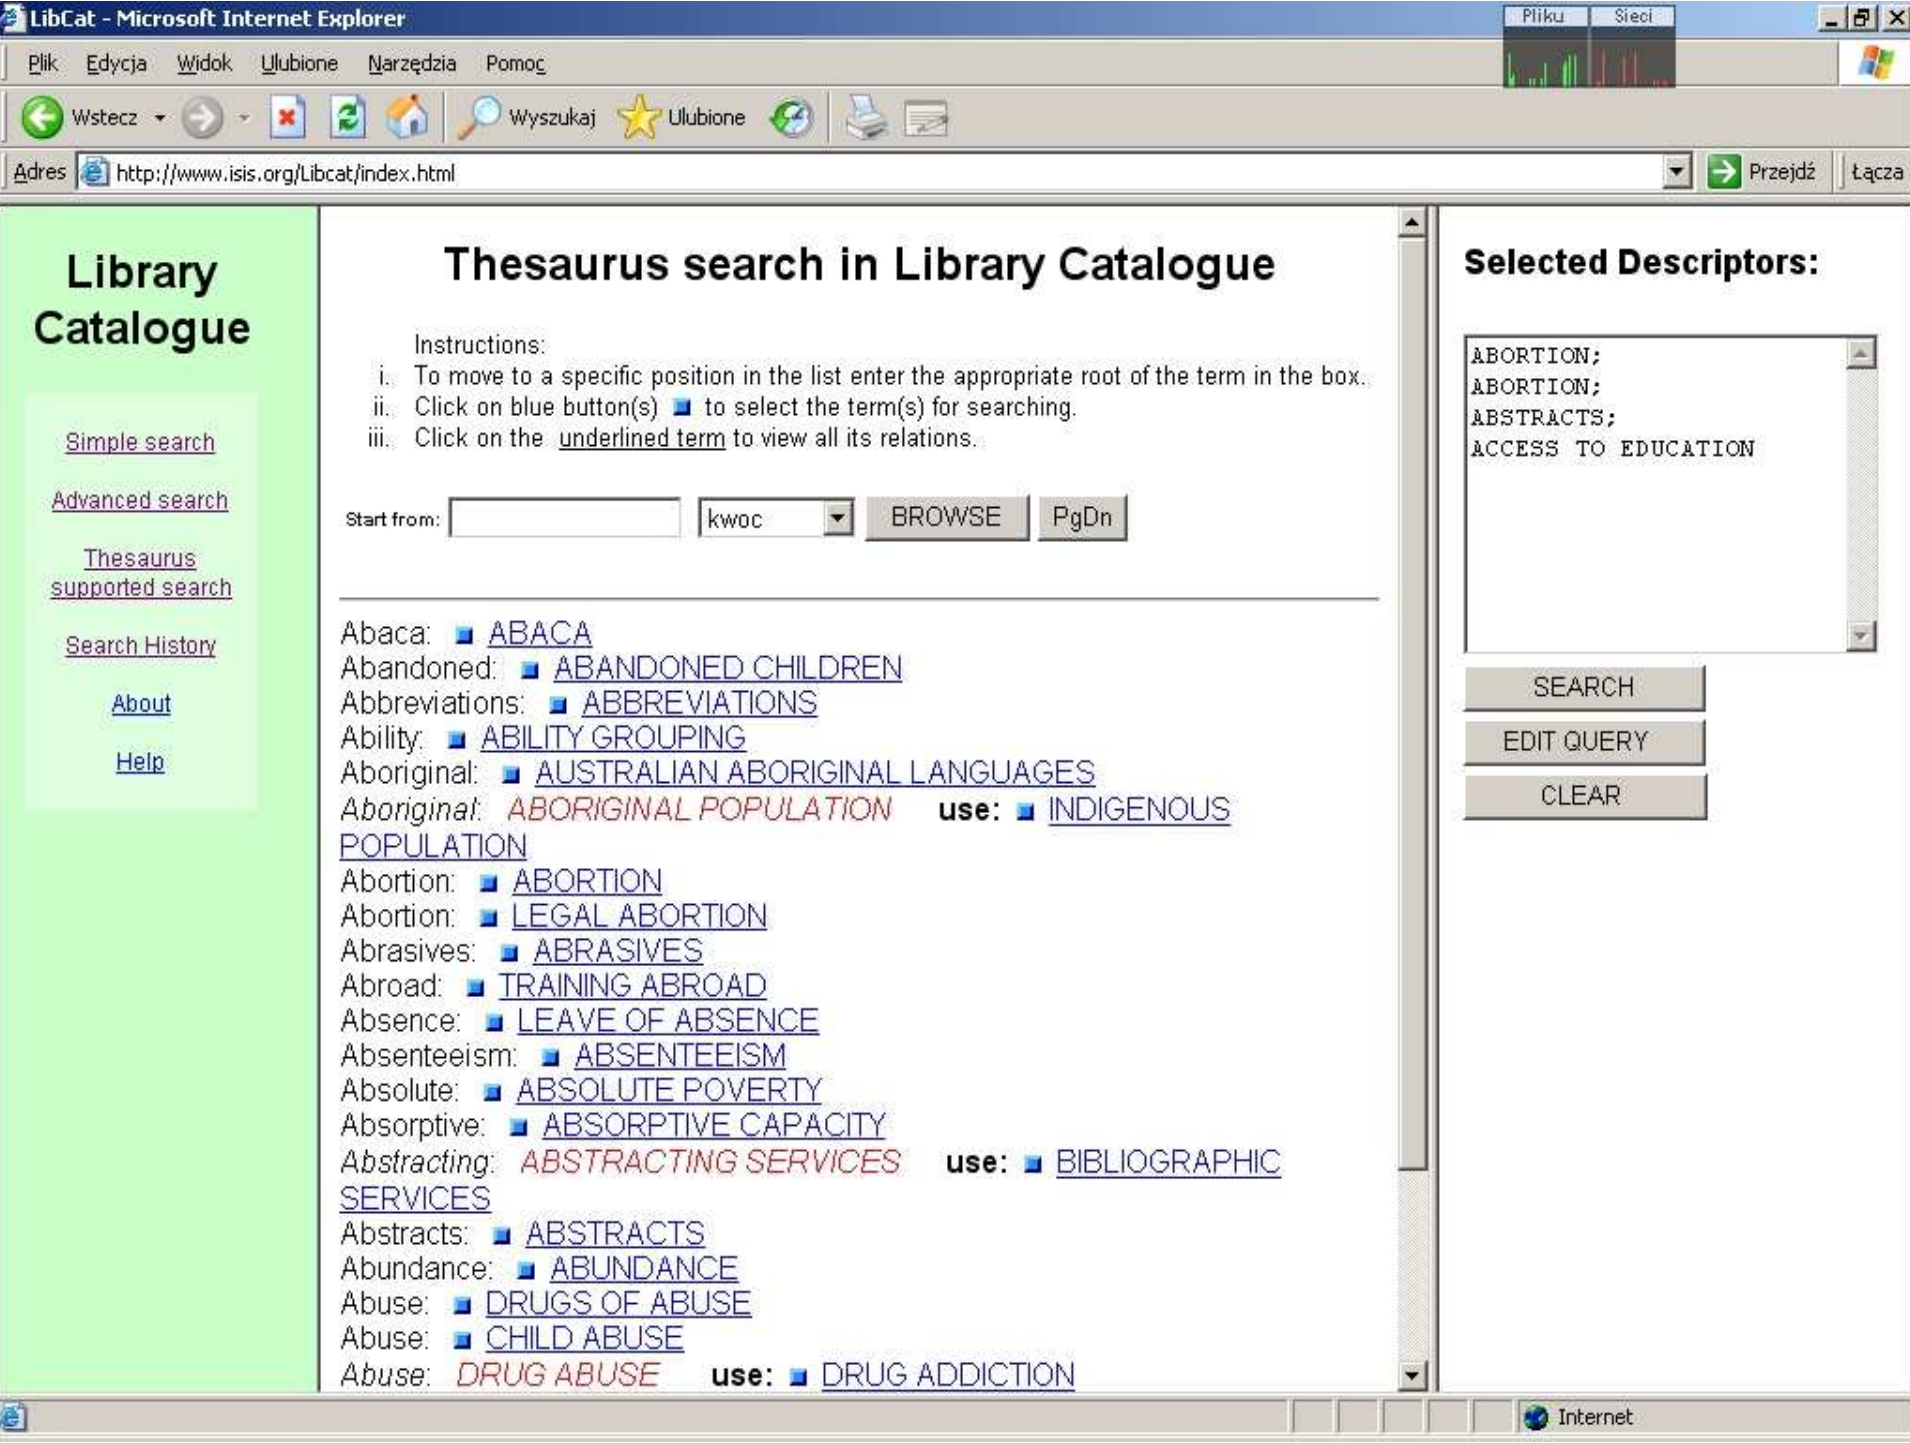 LibCat - Microsoft Internet Explorer
Pliku Sieci
Plik Edycja Widok Ulubione Narzędzia Pomoc
Wstecz Wyszukaj Ulubione
Adres http://www.isis.org/Libcat/index.html Przejdź Łącza
Library
Catalogue
Simple search
Advanced search
Thesaurus
supported search
Search History
About
Help
Thesaurus search in Library Catalogue
Instructions:
i. To move to a specific position in the list enter the appropriate root of the term in the box.
ii. Click on blue button(s) to select the term(s) for searching.
iii. Click on the underlined term to view all its relations.
Start from: kwoc BROWSE PgDn
Abaca: ABACA
Abandoned: ABANDONED CHILDREN
Abbreviations: ABBREVIATIONS
Ability: ABILITY GROUPING
Aboriginal: AUSTRALIAN ABORIGINAL LANGUAGES
Aboriginal: ABORIGINAL POPULATION use: INDIGENOUS
POPULATION
Abortion: ABORTION
Abortion: LEGAL ABORTION
Abrasives: ABRASIVES
Abroad: TRAINING ABROAD
Absence: LEAVE OF ABSENCE
Absenteeism: ABSENTEEISM
Absolute: ABSOLUTE POVERTY
Absorptive: ABSORPTIVE CAPACITY
Abstracting: ABSTRACTING SERVICES use: BIBLIOGRAPHIC
SERVICES
Abstracts: ABSTRACTS
Abundance: ABUNDANCE
Abuse: DRUGS OF ABUSE
Abuse: CHILD ABUSE
Abuse: DRUG ABUSE use: DRUG ADDICTION
Selected Descriptors:
ABORTION;
ABORTION;
ABSTRACTS;
ACCESS TO EDUCATION
SEARCH
EDIT QUERY
CLEAR
Internet